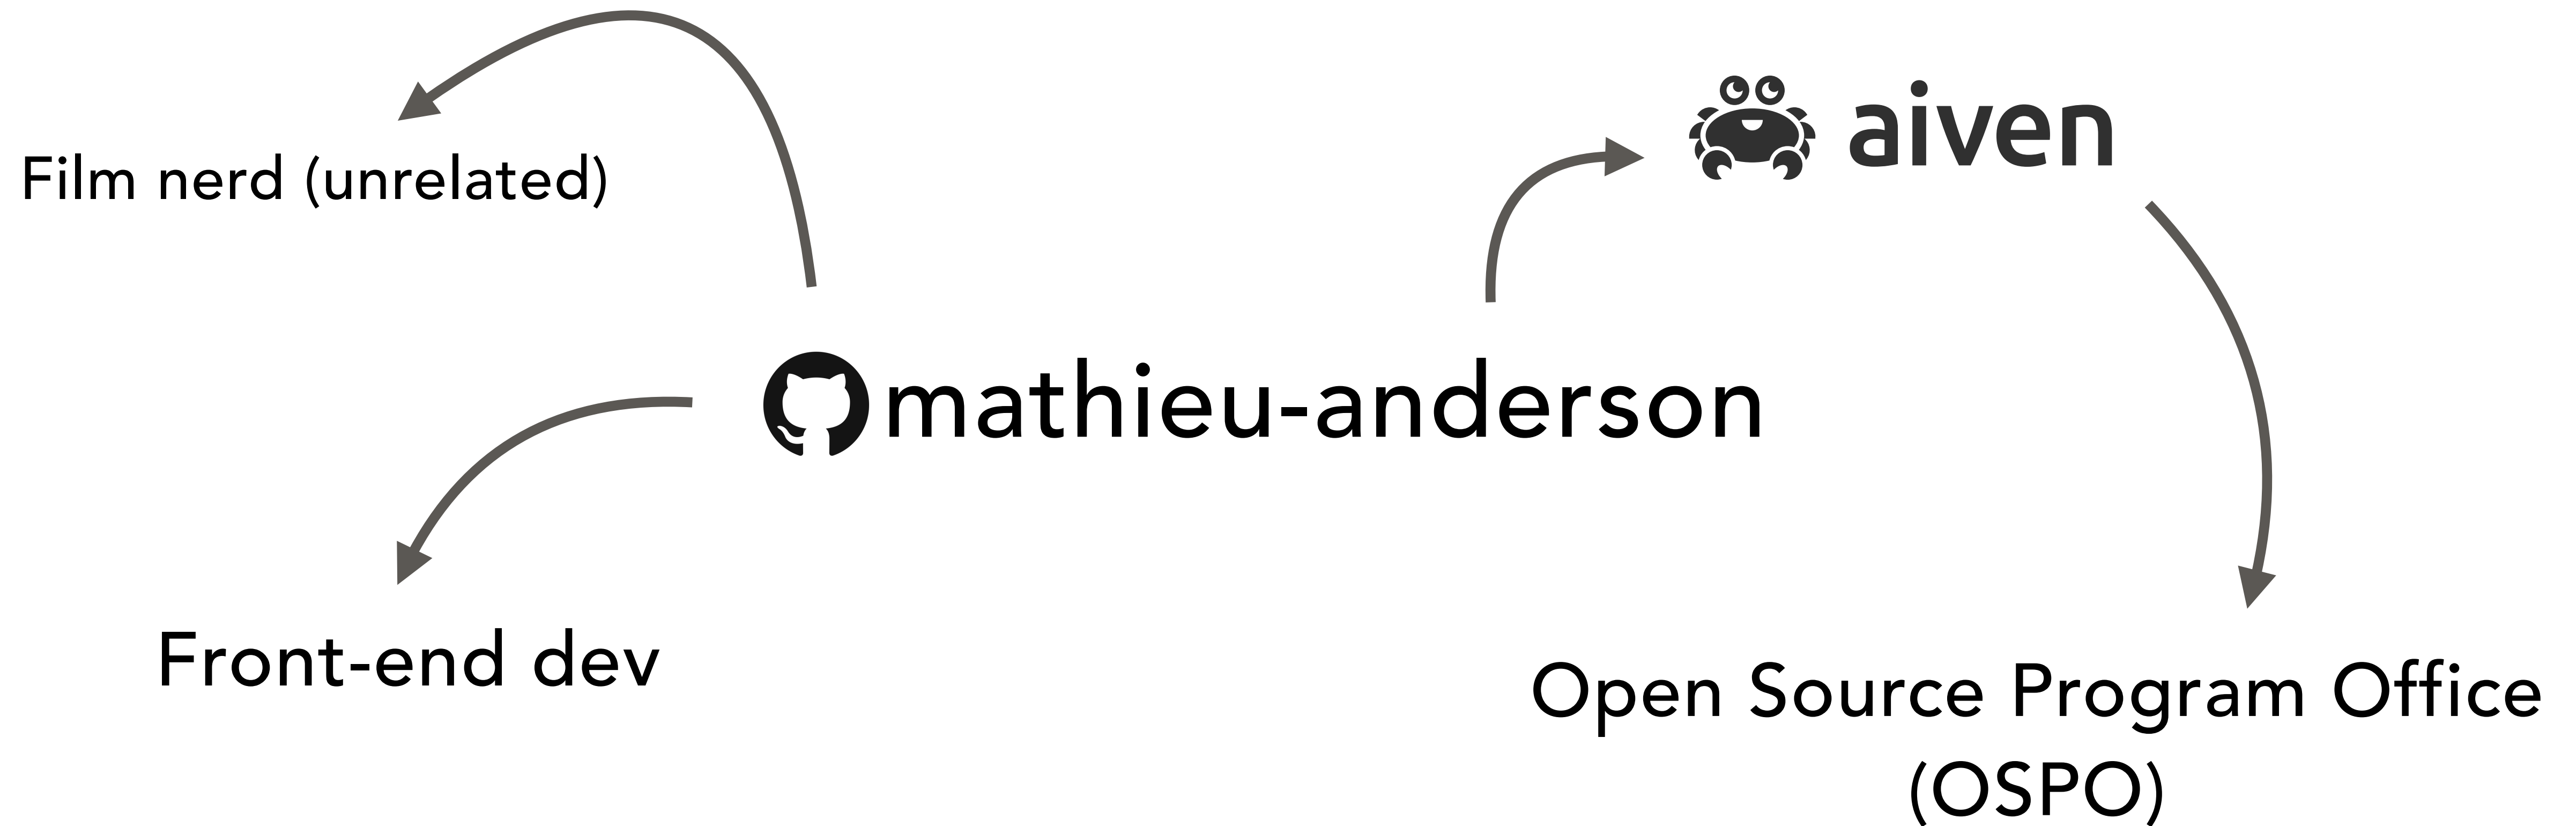 aiven
Film nerd (unrelated)
mathieu-anderson
Front-end dev
Open Source Program Office
(OSPO)